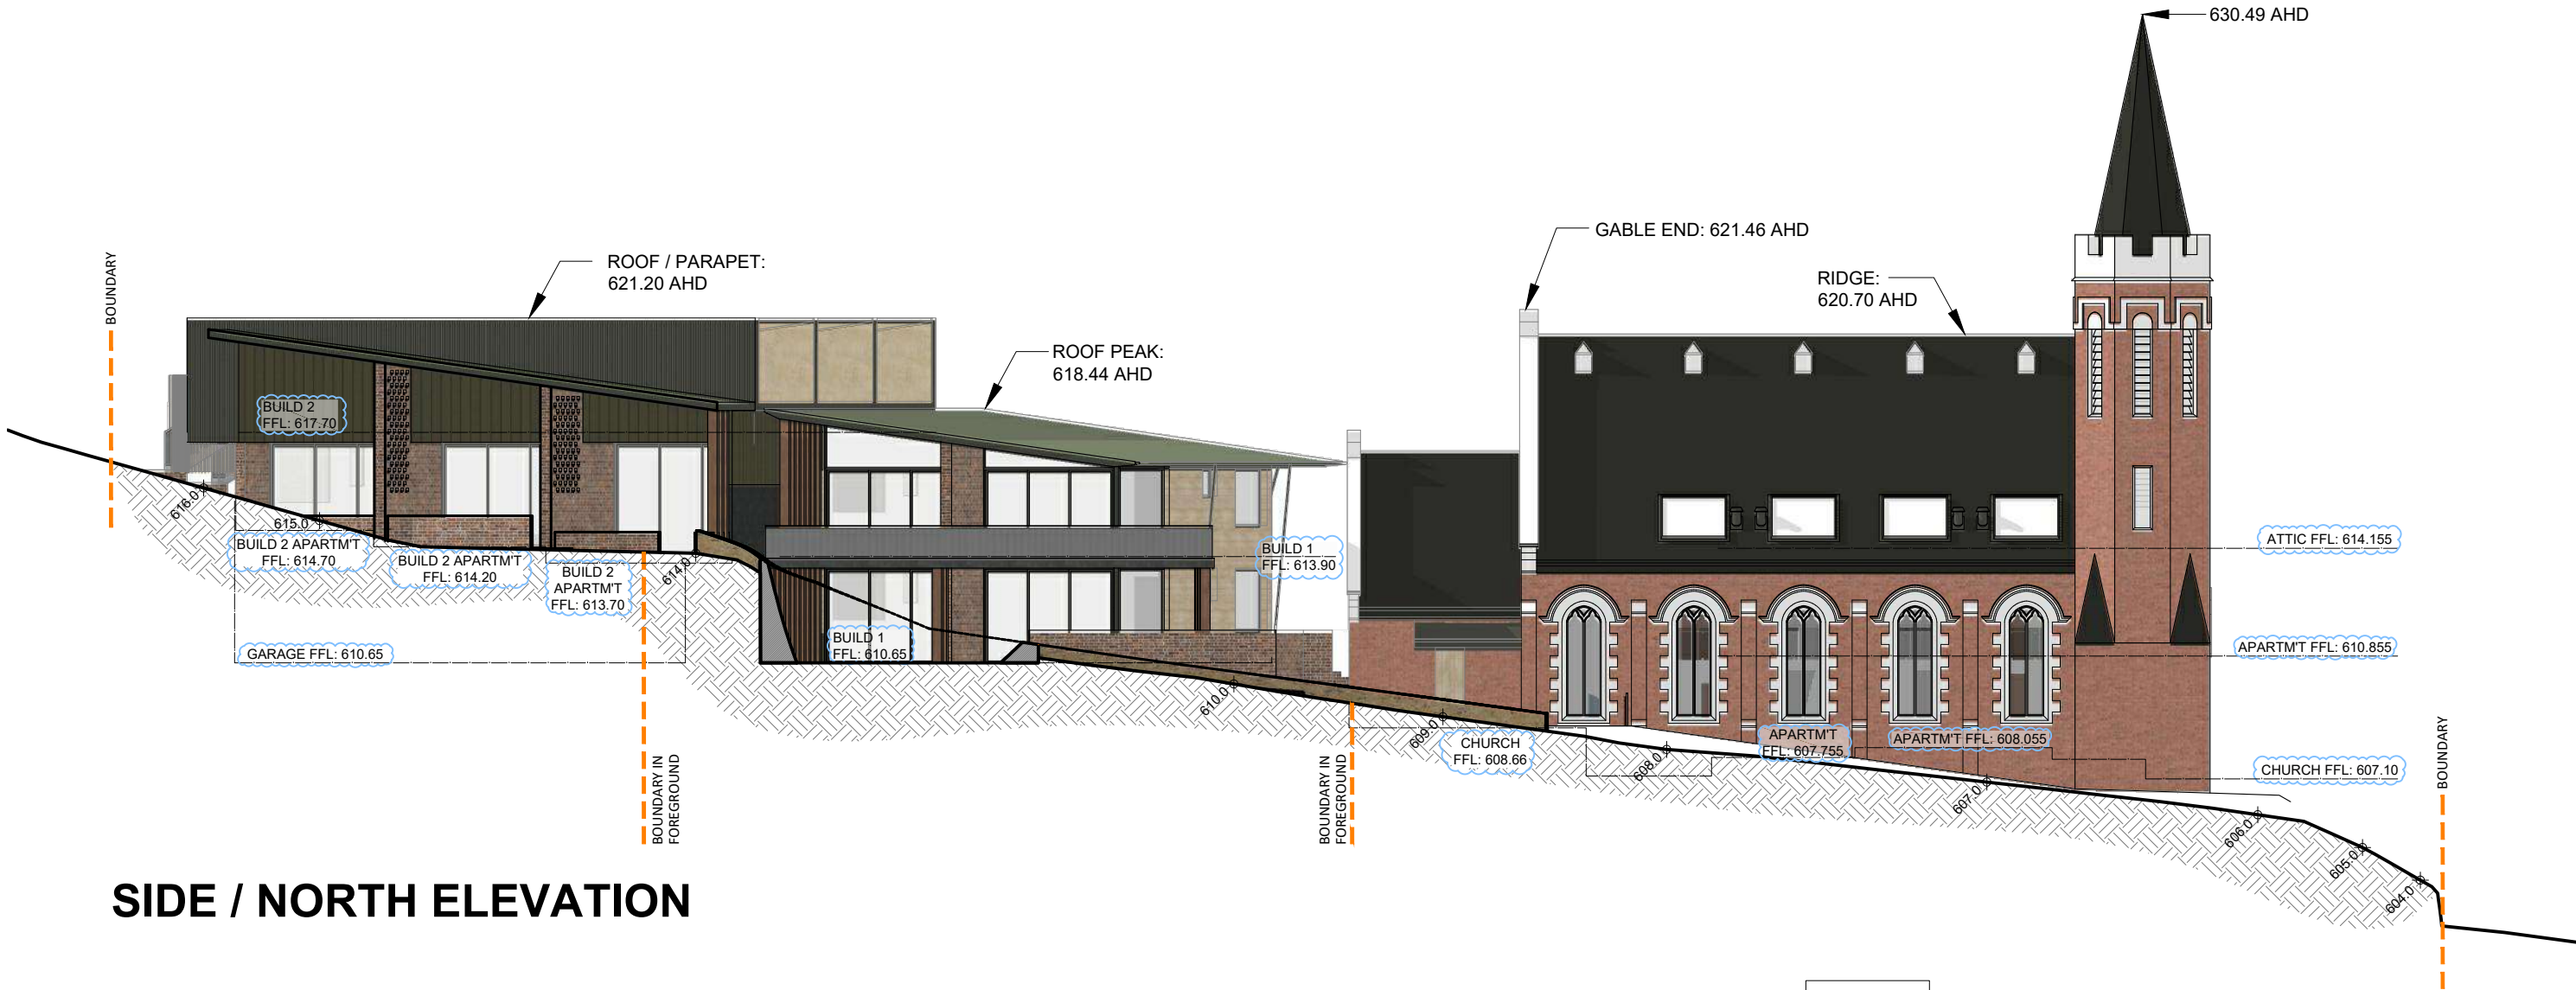 630.49 AHD
GABLE END: 621.46 AHD
ROOF / PARAPET:
621.20 AHD
RIDGE:
620.70 AHD
BOUNDARY
ROOF PEAK:
618.44 AHD
BUILD 2
FFL: 617.70
616.0
615.0
BUILD 2 APARTM'T
FFL: 614.70
BUILD 2 APARTM'T
FFL: 614.20
BUILD 2
APARTM'T
FFL: 613.70
614.0
BUILD 1
FFL: 613.90
ATTIC FFL: 614.155
GARAGE FFL: 610.65
BUILD 1
FFL: 610.65
APARTM'T FFL: 610.855
610.0
609.0
CHURCH
FFL: 608.66
608.0
APARTM'T
FFL: 607.755
APARTM'T FFL: 608.055
607.0
CHURCH FFL: 607.10
BOUNDARY
BOUNDARY IN
FOREGROUND
BOUNDARY IN
FOREGROUND
606.0
605.0
604.0
SIDE / NORTH ELEVATION